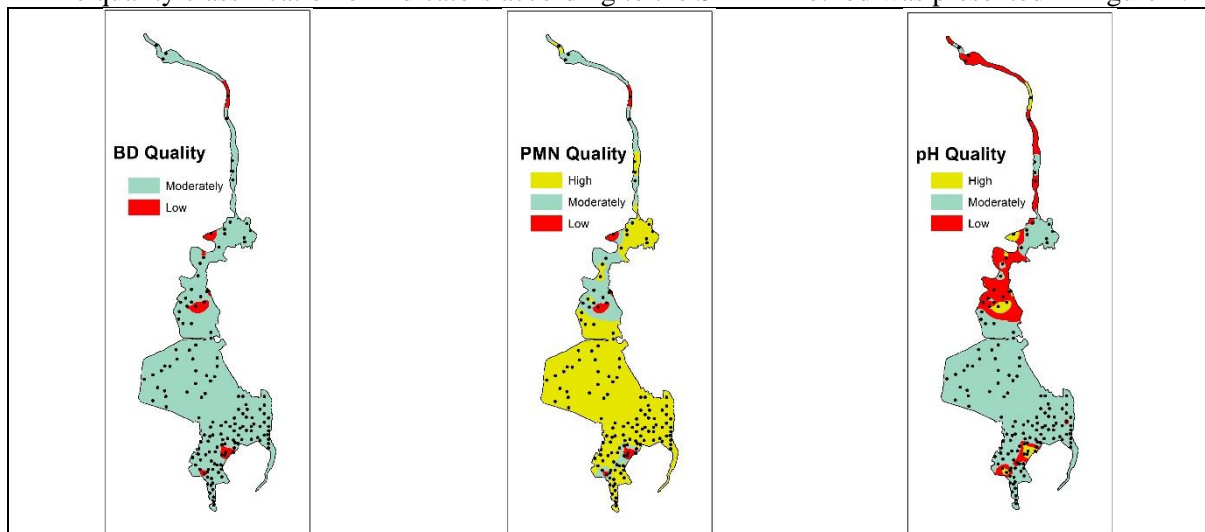 BD Quality
Moderately
Low
PMN Quality
High
Moderately
Low
pH Quality
High
Moderately
Low